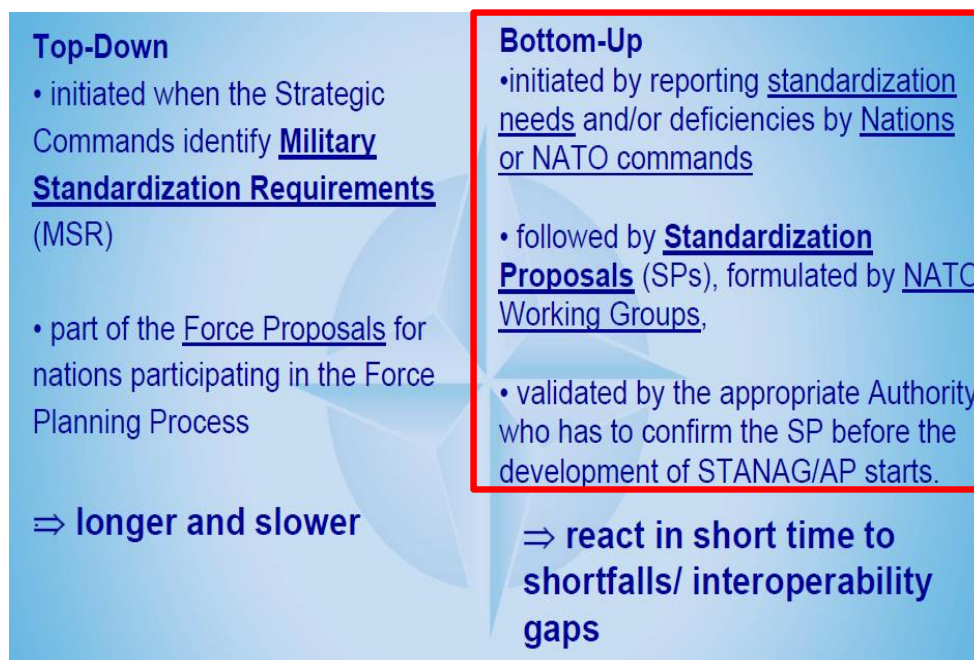 Top-Down
• initiated when the Strategic
Commands identify Military
Standardization Requirements
(MSR)
• part of the Force Proposals for
nations participating in the Force
Planning Process
⇒ longer and slower
Bottom-Up
•initiated by reporting standardization
needs and/or deficiencies by Nations
or NATO commands
• followed by Standardization
Proposals (SPs), formulated by NATO
Working Groups,
• validated by the appropriate Authority
who has to confirm the SP before the
development of STANAG/AP starts.
⇒ react in short time to
shortfalls/ interoperability
gaps